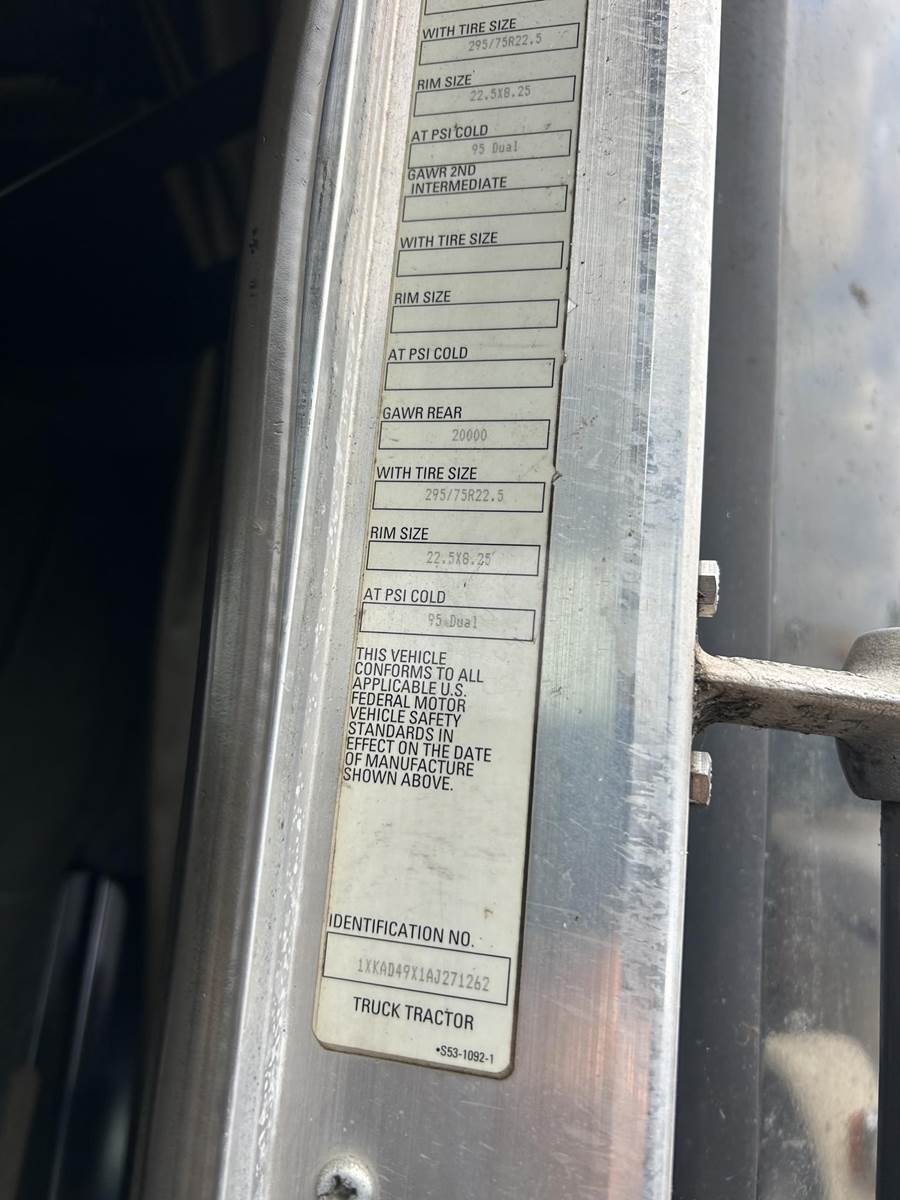 WITH TIRE SIZE
295/75R22.5
RIM SIZE
22.5X8.25
AT PSI COLD
95 Dual
GAWR 2ND
INTERMEDIATE
WITH TIRE SIZE
RIM SIZE
AT PSI COLD
GAWR REAR
20000
WITH TIRE SIZE
295/75R22.5
RIM SIZE
22.5X8.25
AT PSI COLD
95 Dual
THIS VEHICLE
CONFORMS TO ALL
APPLICABLE U.S.
FEDERAL MOTOR
VEHICLE SAFETY
STANDARDS IN
EFFECT ON THE DATE
OF MANUFACTURE
SHOWN ABOVE.
IDENTIFICATION NO.
1XKAD49X1AJ271262
TRUCK TRACTOR
•S53-1092-1